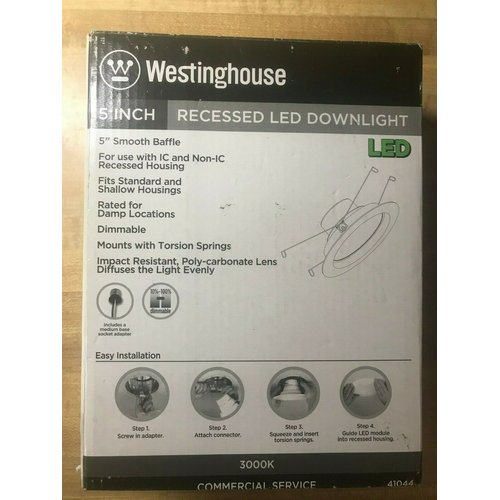 Westinghouse
5 INCH RECESSED LED DOWNLIGHT
5" Smooth Baffle
LED
For use with IC and Non-IC
Recessed Housing
Fits Standard and
Shallow Housings
Rated for
Damp Locations
Dimmable
Mounts with Torsion Springs
Impact Resistant, Poly-carbonate Lens
Diffuses the Light Evenly
10%-100%
dimmable
Includes a
medium base
socket adapter
Easy Installation
Step 1.
Screw in adapter.
Step 2.
Attach connector.
Step 3.
Squeeze and insert
torsion springs.
Step 4.
Guide LED module
into recessed housing.
3000K
COMMERCIAL SERVICE 41044